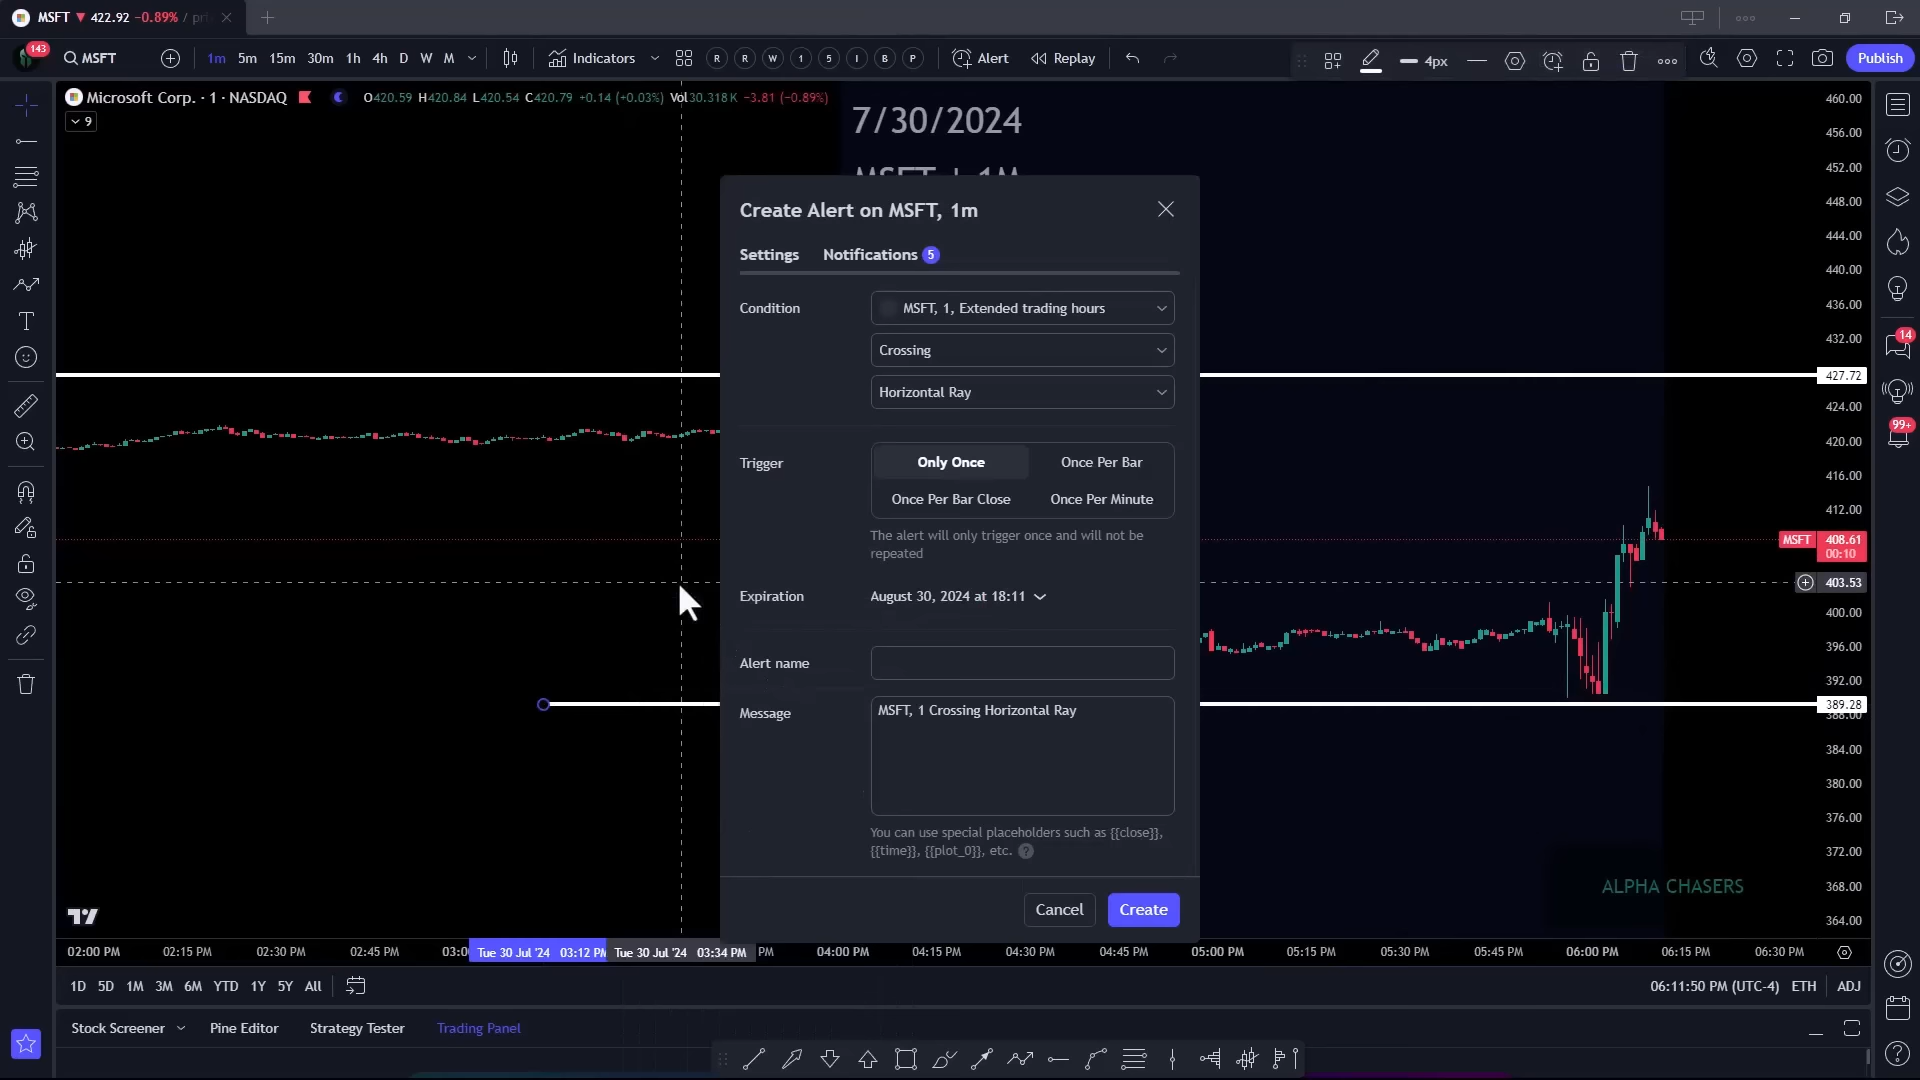 MSFT ▼ 422.92 −0.89% / pri
143
MSFT
1m 5m 15m 30m 1h 4h D W M
Indicators
R R W 1 5 I B P
Alert
Replay
4px
Publish
Microsoft Corp. · 1 · NASDAQ
O420.59 H420.84 L420.54 C420.79 +0.14 (+0.03%) Vol30.318K −3.81 (−0.89%)
9
7/30/2024
MSFT | 1M
Create Alert on MSFT, 1m
Settings
Notifications 5
Condition
MSFT, 1, Extended trading hours
Crossing
Horizontal Ray
Trigger
Only Once
Once Per Bar
Once Per Bar Close
Once Per Minute
The alert will only trigger once and will not be
repeated
Expiration
August 30, 2024 at 18:11
Alert name
Message
MSFT, 1 Crossing Horizontal Ray
You can use special placeholders such as {{close}},
{{time}}, {{plot_0}}, etc.
?
Cancel
Create
460.00
456.00
452.00
448.00
444.00
440.00
436.00
432.00
427.72
424.00
420.00
416.00
412.00
MSFT 408.61
00:10
403.53
400.00
396.00
392.00
389.28
388.00
384.00
380.00
376.00
372.00
368.00
364.00
14
99+
ALPHA CHASERS
02:00 PM 02:15 PM 02:30 PM 02:45 PM 03:0 Tue 30 Jul '24 03:12 PM Tue 30 Jul '24 03:34 PM PM 04:00 PM 04:15 PM 04:30 PM 04:45 PM 05:00 PM 05:15 PM 05:30 PM 05:45 PM 06:00 PM 06:15 PM 06:30 PM
1D 5D 1M 3M 6M YTD 1Y 5Y All
06:11:50 PM (UTC-4) ETH ADJ
Stock Screener
Pine Editor
Strategy Tester
Trading Panel